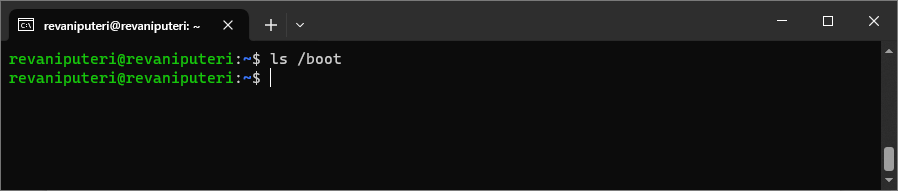 revaniputeri@revaniputeri: ~
revaniputeri@revaniputeri:~$ ls /boot
revaniputeri@revaniputeri:~$